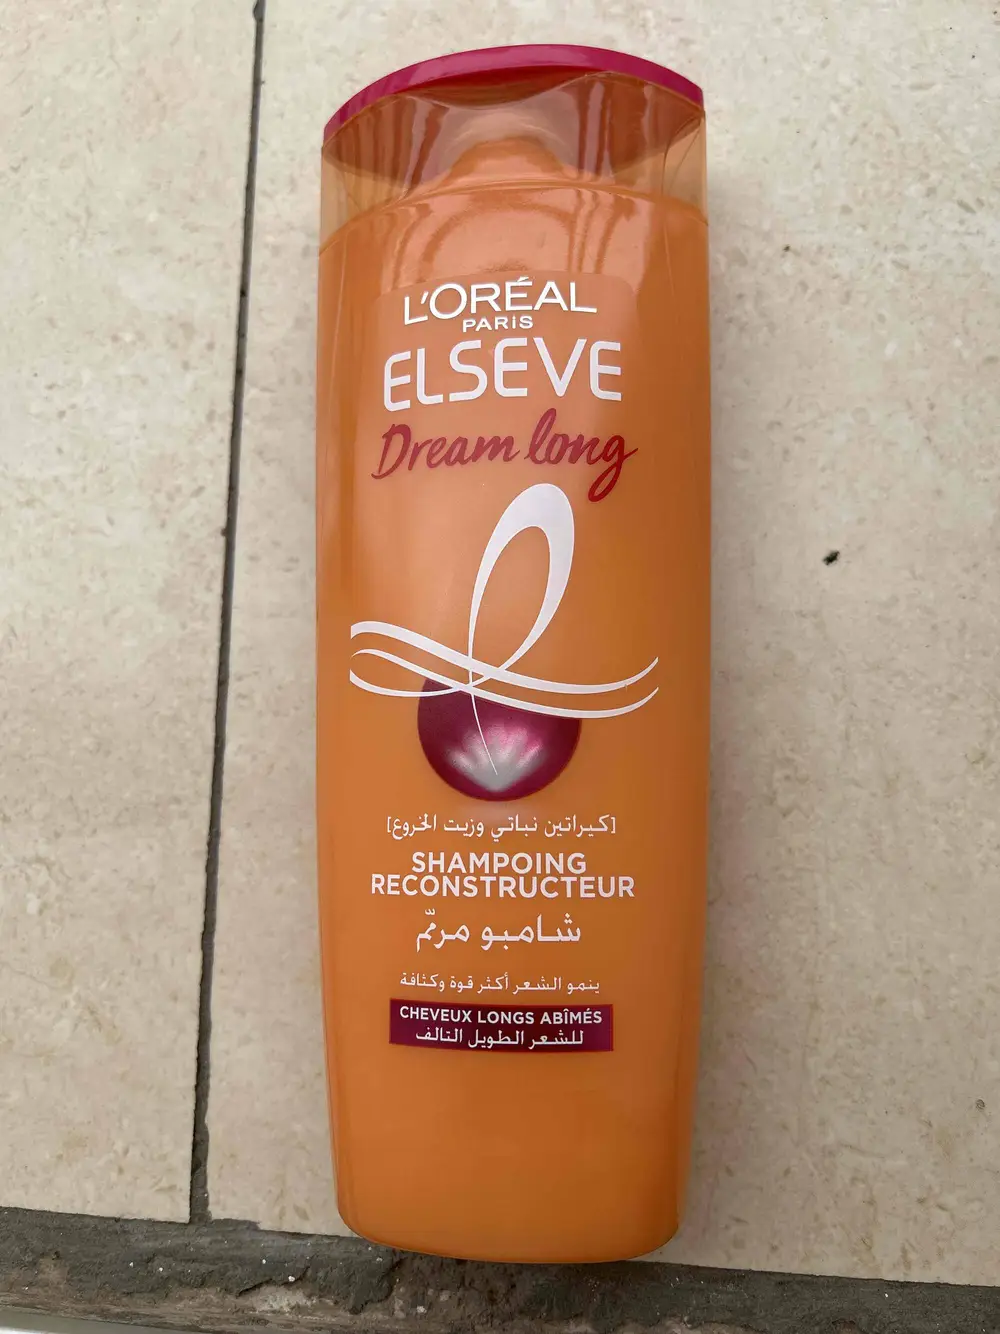 L'ORÉAL
PARIS
ELSEVE
Dream long
[كيراتين نباتي وزيت الخروع]
SHAMPOING
RECONSTRUCTEUR
شامبو مرمّم
ينمو الشعر أكثر قوة وكثافة
CHEVEUX LONGS ABÎMÉS
للشعر الطويل التالف